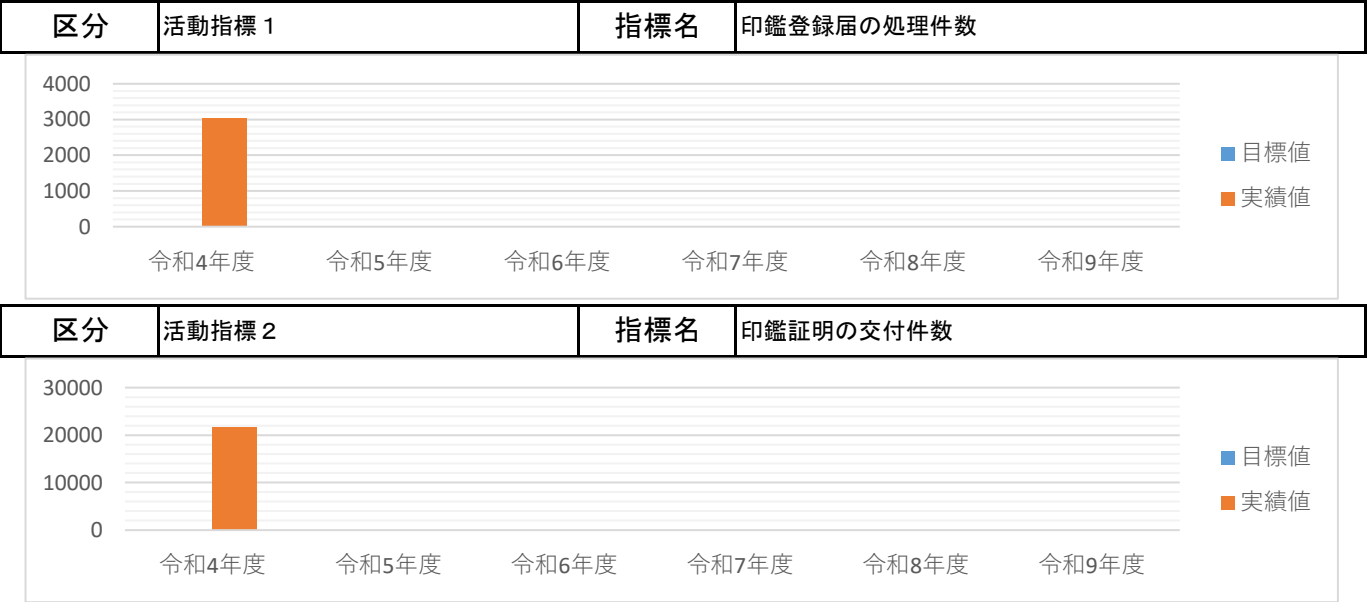 区分 活動指標１ 指標名 印鑑登録届の処理件数
4000
3000
2000
1000
0
令和4年度 令和5年度 令和6年度 令和7年度 令和8年度 令和9年度
目標値
実績値
区分 活動指標２ 指標名 印鑑証明の交付件数
30000
20000
10000
0
令和4年度 令和5年度 令和6年度 令和7年度 令和8年度 令和9年度
目標値
実績値